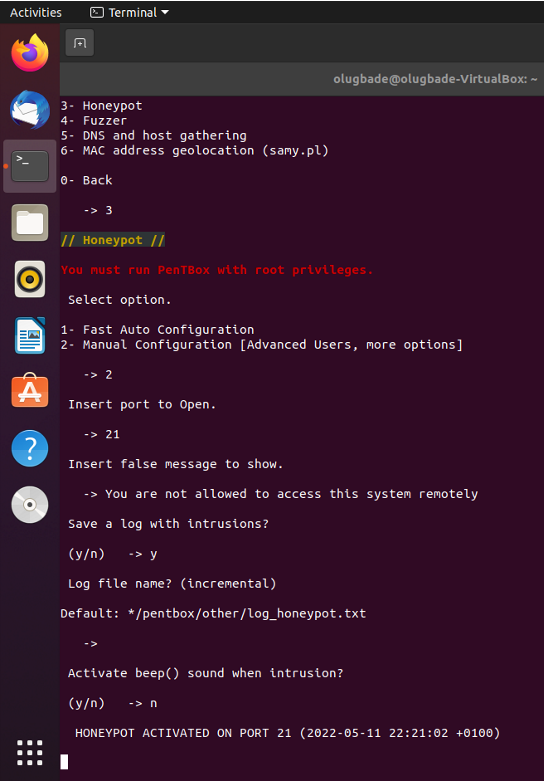 Activities Terminal
olugbade@olugbade-VirtualBox: ~
3- Honeypot
4- Fuzzer
5- DNS and host gathering
6- MAC address geolocation (samy.pl)
0- Back
-> 3
// Honeypot //
You must run PenTBox with root privileges.
Select option.
1- Fast Auto Configuration
2- Manual Configuration [Advanced Users, more options]
-> 2
Insert port to Open.
-> 21
Insert false message to show.
-> You are not allowed to access this system remotely
Save a log with intrusions?
(y/n) -> y
Log file name? (incremental)
Default: */pentbox/other/log_honeypot.txt
->
Activate beep() sound when intrusion?
(y/n) -> n
HONEYPOT ACTIVATED ON PORT 21 (2022-05-11 22:21:02 +0100)